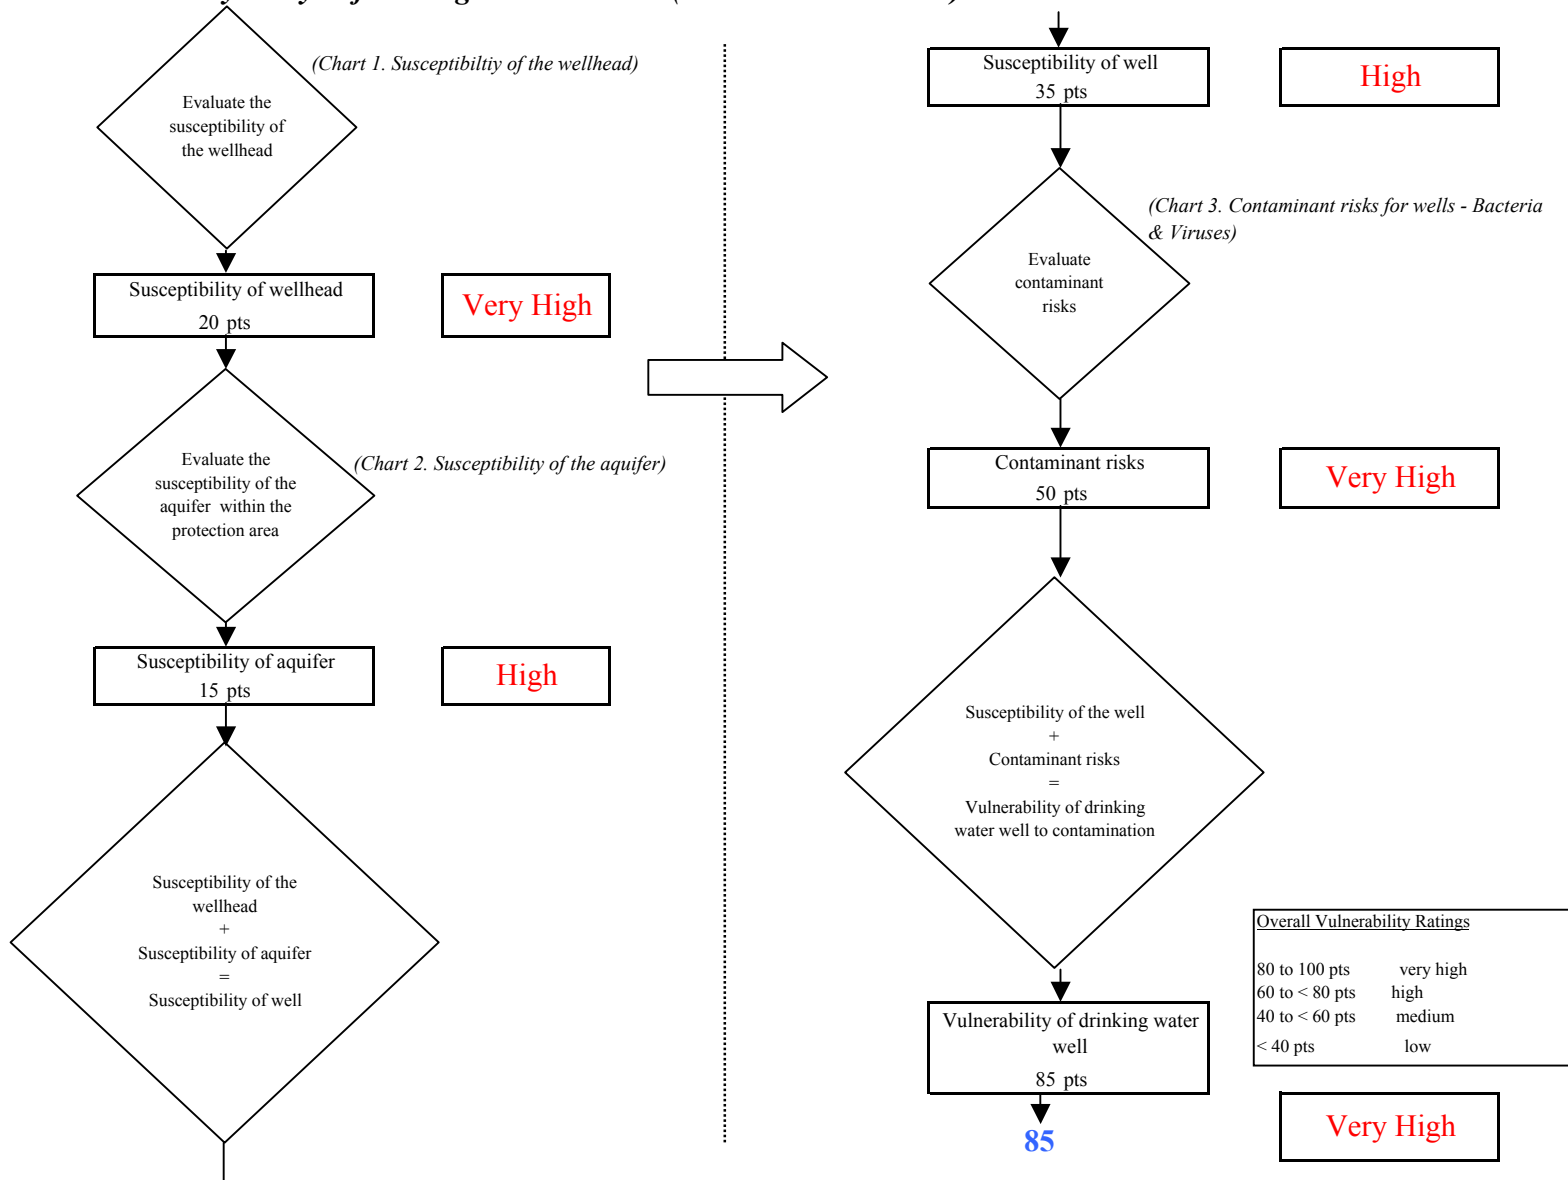 (Chart 1. Susceptibiltiy of the wellhead)
Evaluate the
susceptibility of
the wellhead
Susceptibility of wellhead
20 pts
Very High
Evaluate the
susceptibility of the
aquifer within the
protection area
(Chart 2. Susceptibility of the aquifer)
Susceptibility of aquifer
15 pts
High
Susceptibility of the
wellhead
+
Susceptibility of aquifer
=
Susceptibility of well
Susceptibility of well
35 pts
High
(Chart 3. Contaminant risks for wells - Bacteria
& Viruses)
Evaluate
contaminant
risks
Contaminant risks
50 pts
Very High
Susceptibility of the well
+
Contaminant risks
=
Vulnerability of drinking
water well to contamination
Overall Vulnerability Ratings
80 to 100 pts very high
60 to < 80 pts high
40 to < 60 pts medium
< 40 pts low
Vulnerability of drinking water
well
85 pts
85
Very High